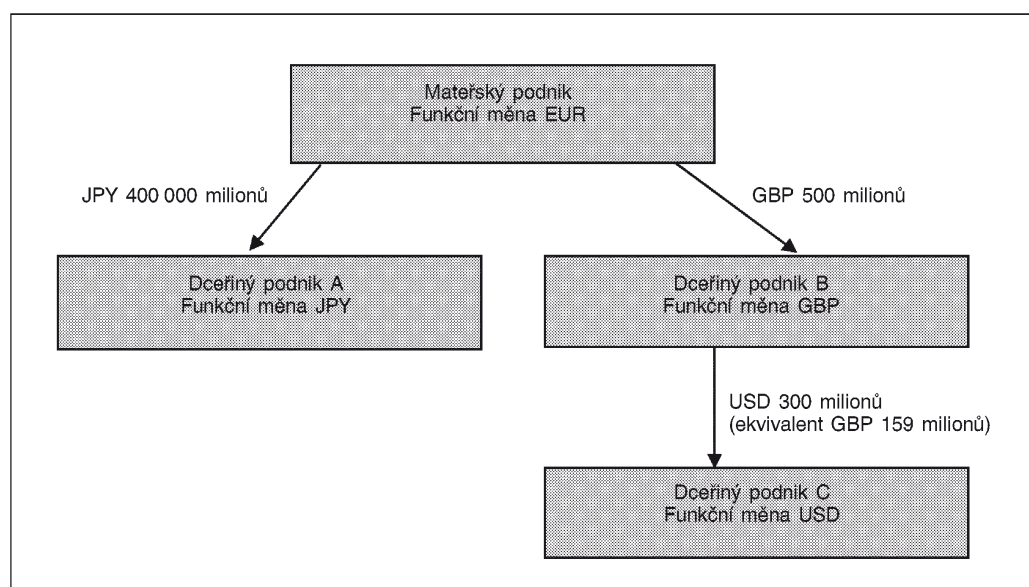 Mateřský podnik
Funkční měna EUR
JPY 400 000 milionů
GBP 500 milionů
Dceřiný podnik A
Funkční měna JPY
Dceřiný podnik B
Funkční měna GBP
USD 300 milionů
(ekvivalent GBP 159 milionů)
Dceřiný podnik C
Funkční měna USD